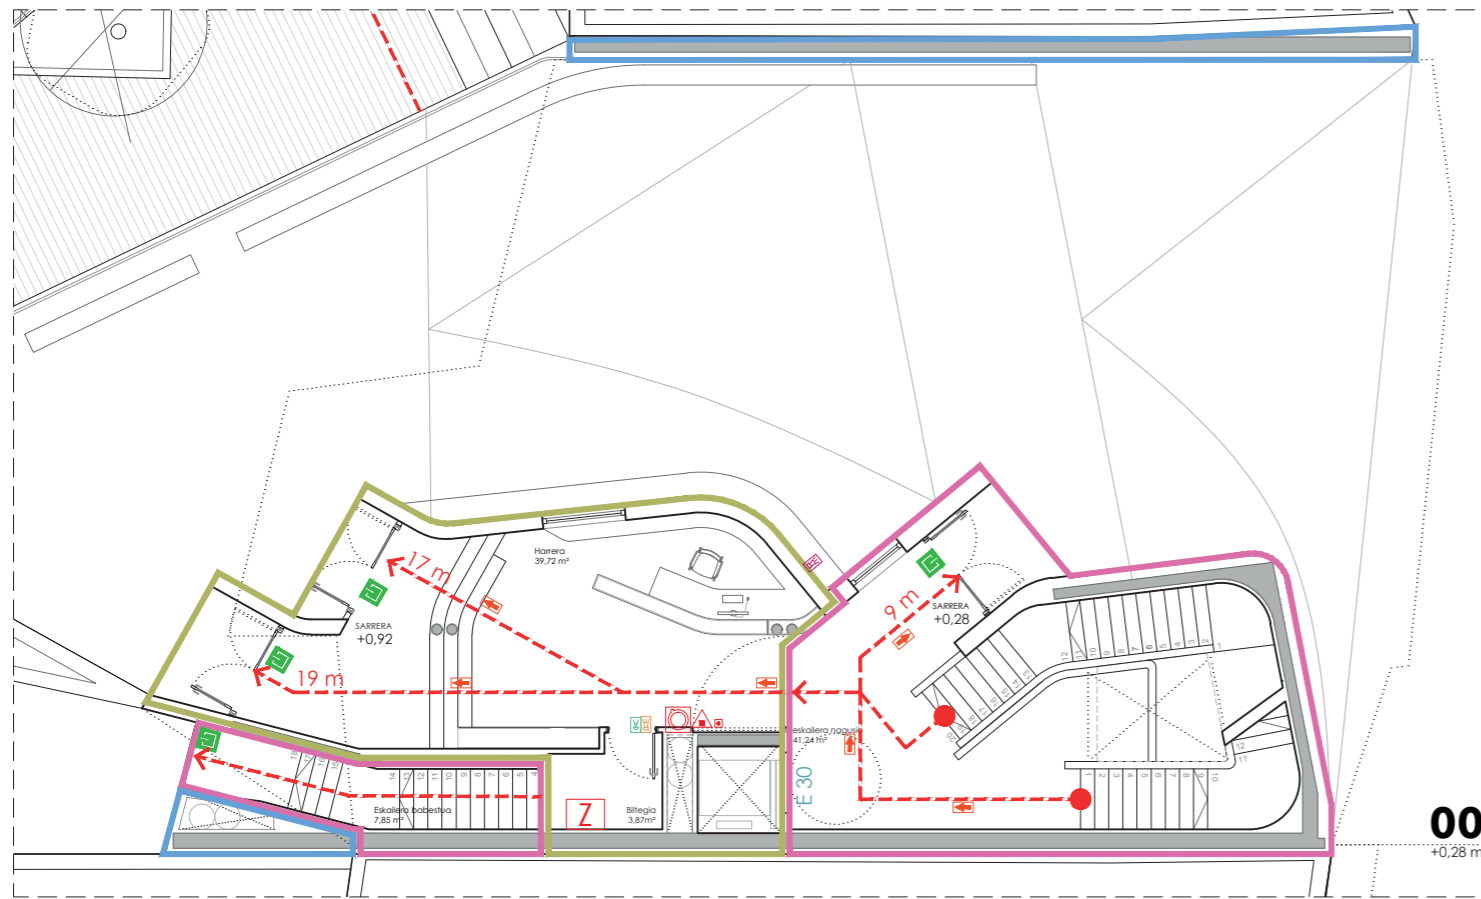 Harrera
39,72 m²
17 m
9 m
SARRERA
+0,28
SARRERA
+0,92
19 m
eskailera nagusia
41,24 m²
E 30
Eskailera babestua
7,85 m²
Z
Biltegia
3,87m²
00
+0,28 m